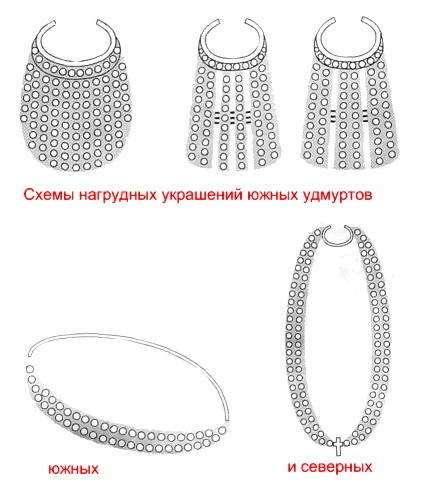 Схемы нагрудных украшений южных удмуртов
южных
и северных